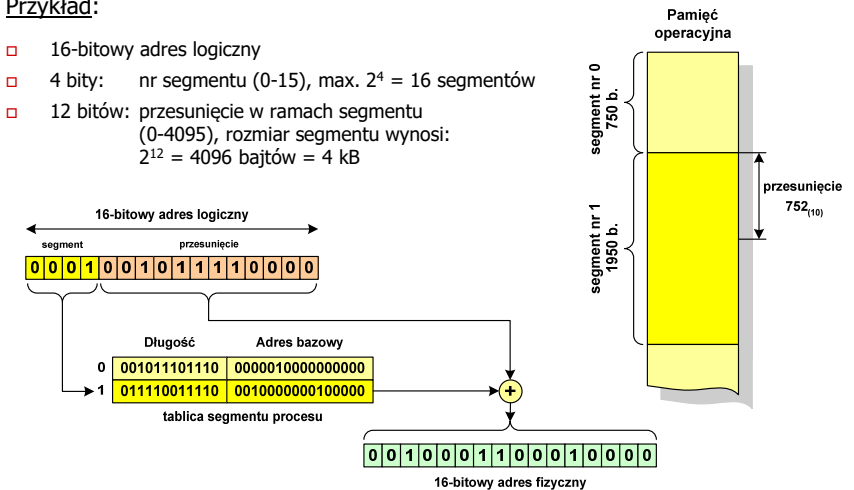 Przykład:
□ 16-bitowy adres logiczny
□ 4 bity: nr segmentu (0-15), max. 2⁴ = 16 segmentów
□ 12 bitów: przesunięcie w ramach segmentu
(0-4095), rozmiar segmentu wynosi:
2¹² = 4096 bajtów = 4 kB
Pamięć
operacyjna
segment nr 0
750 b.
segment nr 1
1950 b.
przesunięcie
752(10)
16-bitowy adres logiczny
segment przesunięcie
0 0 0 1 0 0 1 0 1 1 1 1 0 0 0 0
Długość Adres bazowy
0 001011101110 0000010000000000
1 011110011110 0010000000100000
tablica segmentu procesu
+
0 0 1 0 0 0 1 1 0 0 0 1 0 0 0 0
16-bitowy adres fizyczny